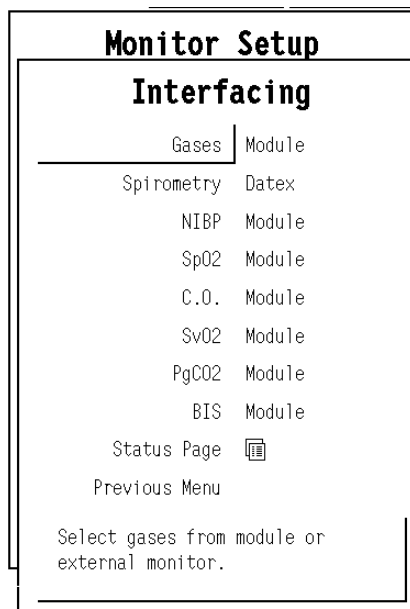 Monitor Setup
Interfacing
Gases Module
Spirometry Datex
NIBP Module
SpO2 Module
C.O. Module
SvO2 Module
PgCO2 Module
BIS Module
Status Page
Previous Menu
Select gases from module or
external monitor.